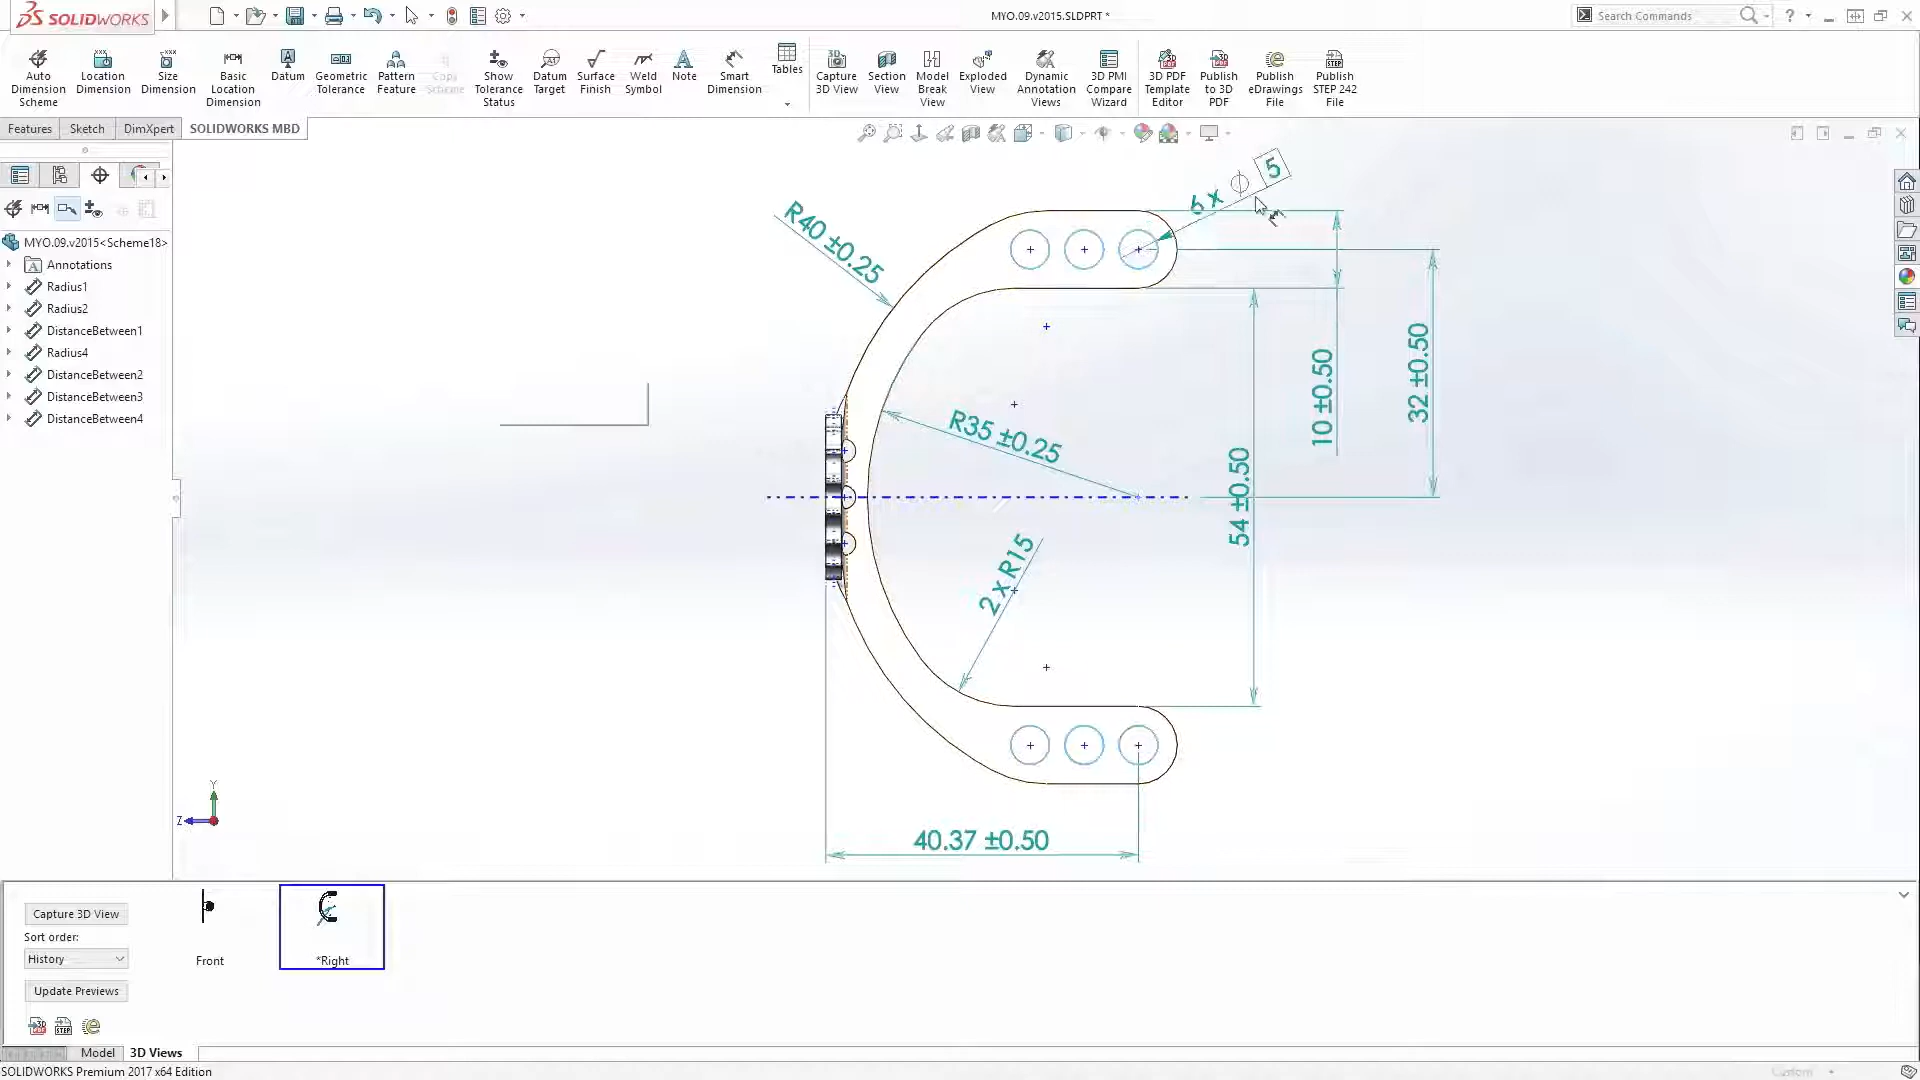 SOLIDWORKS
MYO.09.v2015.SLDPRT *
Search Commands
Auto Dimension Scheme
Location Dimension
Size Dimension
Basic Location Dimension
Datum
Geometric Tolerance
Pattern Feature
Copy Scheme
Show Tolerance Status
Datum Target
Surface Finish
Weld Symbol
Note
Smart Dimension
Tables
Capture 3D View
Section View
Model Break View
Exploded View
Dynamic Annotation Views
3D PMI Compare Wizard
3D PDF Template Editor
Publish to 3D PDF
Publish eDrawings File
Publish STEP 242 File
Features
Sketch
DimXpert
SOLIDWORKS MBD
MYO.09.v2015<Scheme18>
Annotations
Radius1
Radius2
DistanceBetween1
Radius4
DistanceBetween2
DistanceBetween3
DistanceBetween4
6 x ∅ 5
R40 ±0.25
R35 ±0.25
10 ±0.50
32 ±0.50
54 ±0.50
2 x R15
40.37 ±0.50
Y
Z
Capture 3D View
Sort order:
History
Update Previews
Front
*Right
Model
3D Views
SOLIDWORKS Premium 2017 x64 Edition
Custom